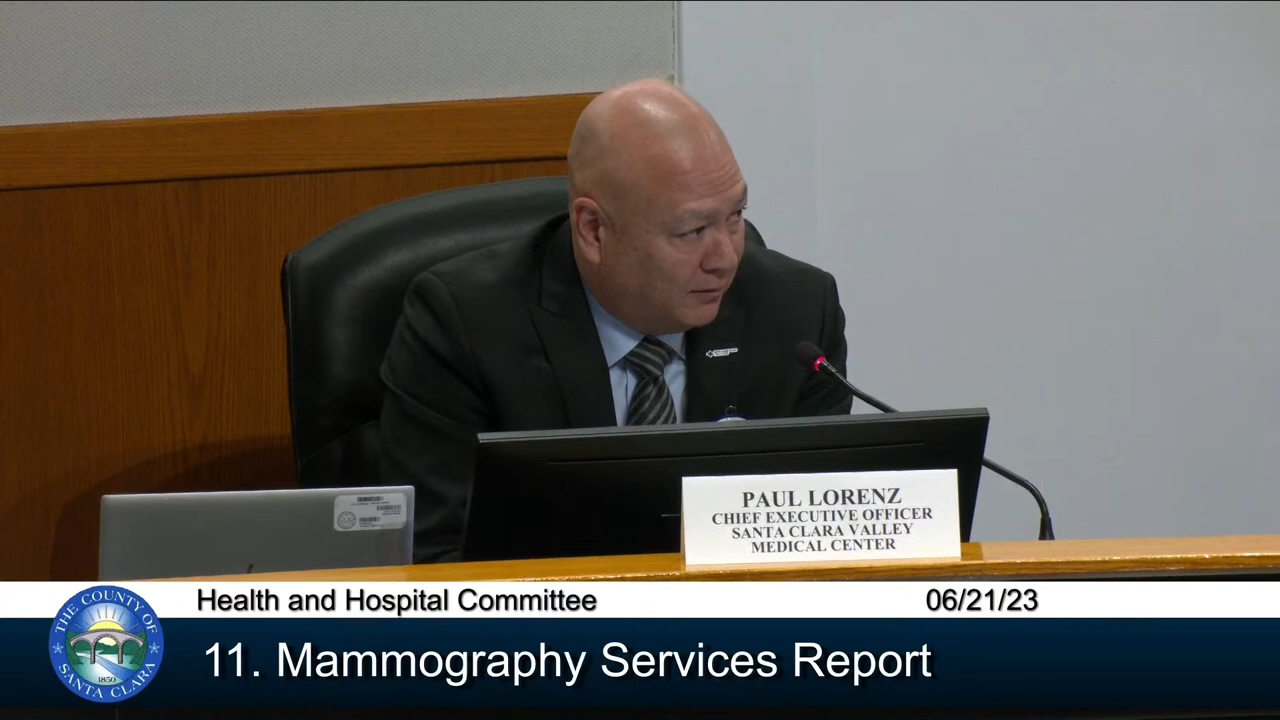 PAUL LORENZ
CHIEF EXECUTIVE OFFICER
SANTA CLARA VALLEY
MEDICAL CENTER
Health and Hospital Committee
06/21/23
THE COUNTY OF SANTA CLARA
1850
11. Mammography Services Report